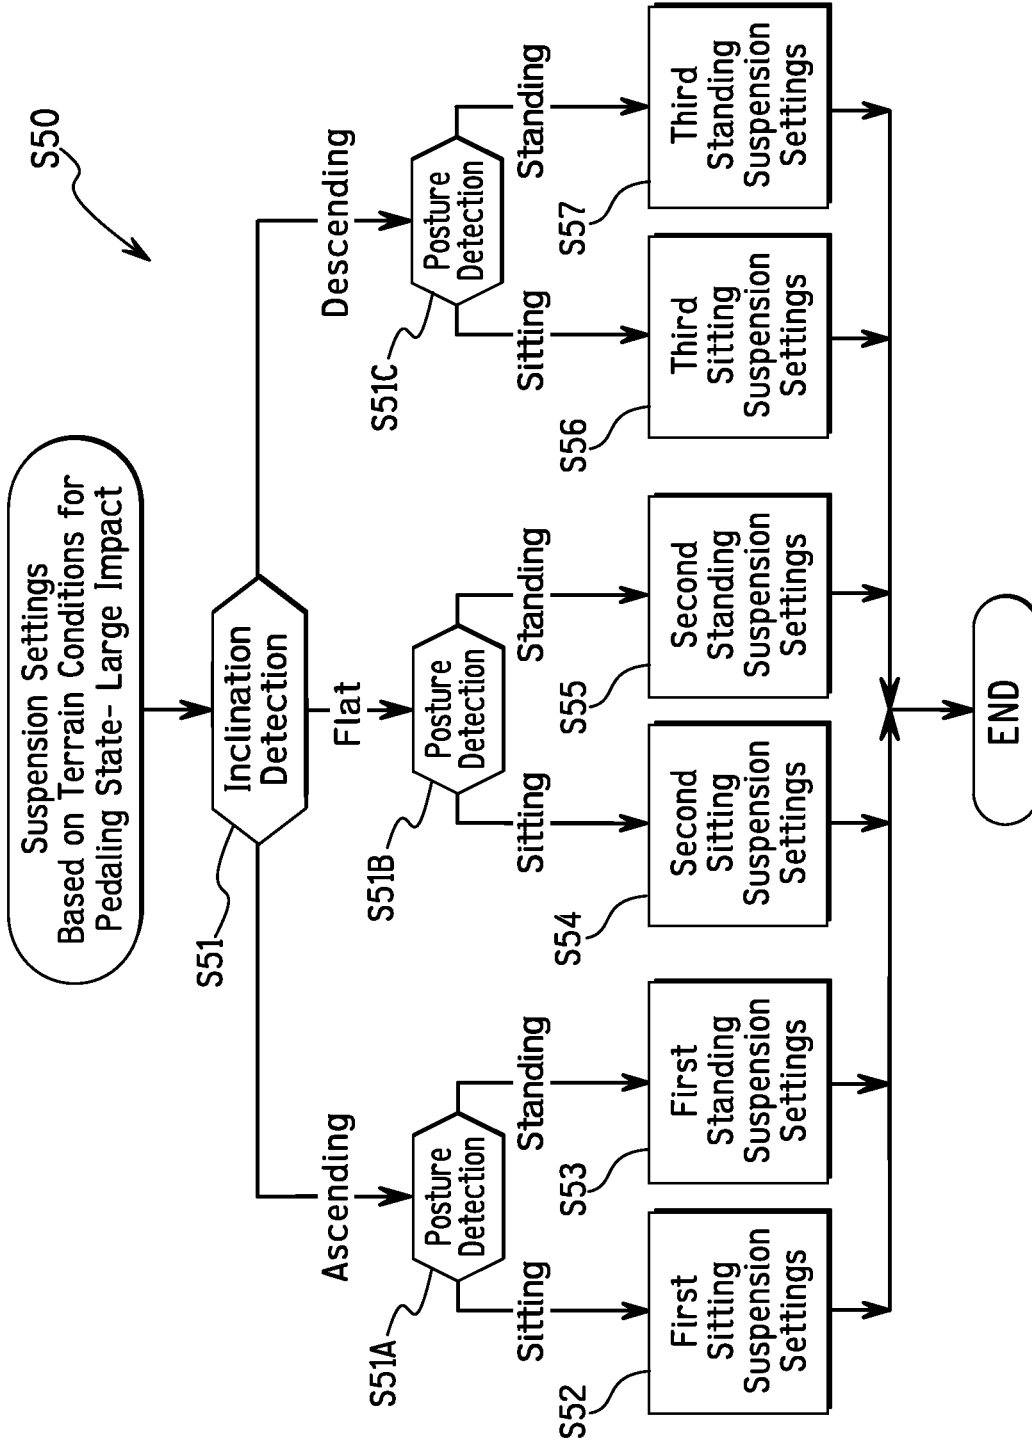 S50
Suspension Settings
Based on Terrain Conditions for
Pedaling State- Large Impact
S51
Inclination
Detection
Ascending
Flat
Descending
S51A
Posture
Detection
S51B
Posture
Detection
S51C
Posture
Detection
Sitting
Standing
Sitting
Standing
Sitting
Standing
S52
First
Sitting
Suspension
Settings
S53
First
Standing
Suspension
Settings
S54
Second
Sitting
Suspension
Settings
S55
Second
Standing
Suspension
Settings
S56
Third
Sitting
Suspension
Settings
S57
Third
Standing
Suspension
Settings
END